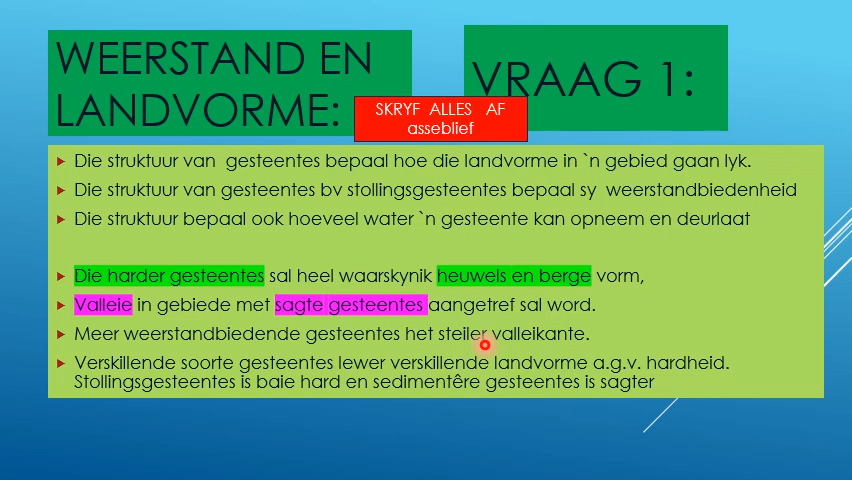 WEERSTAND EN
LANDVORME:
VRAAG 1:
SKRYF ALLES AF
asseblief
Die struktuur van gesteentes bepaal hoe die landvorme in `n gebied gaan lyk.
Die struktuur van gesteentes bv stollingsgesteentes bepaal sy weerstandbiedenheid
Die struktuur bepaal ook hoeveel water `n gesteente kan opneem en deurlaat
Die harder gesteentes sal heel waarskynik heuwels en berge vorm,
Valleie in gebiede met sagte gesteentes aangetref sal word.
Meer weerstandbiedende gesteentes het steiler valleikante.
Verskillende soorte gesteentes lewer verskillende landvorme a.g.v. hardheid.
Stollingsgesteentes is baie hard en sedimentêre gesteentes is sagter